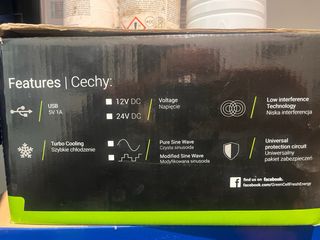 Features | Cechy:
USB
5V 1A
12V DC
24V DC
Voltage
Napięcie
Low interference
Technology
Niska interferencja
Turbo Cooling
Szybkie chłodzenie
Pure Sine Wave
Czysta sinusoida
Modified Sine Wave
Modyfikowana sinusoida
Universal
protection circuit
Uniwersalny
pakiet zabezpieczeń
find us on facebook.
facebook.com/GreenCellFreshEnergy